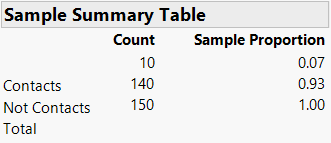 Sample Summary Table
Count Sample Proportion
10 0.07
Contacts 140 0.93
Not Contacts 150 1.00
Total